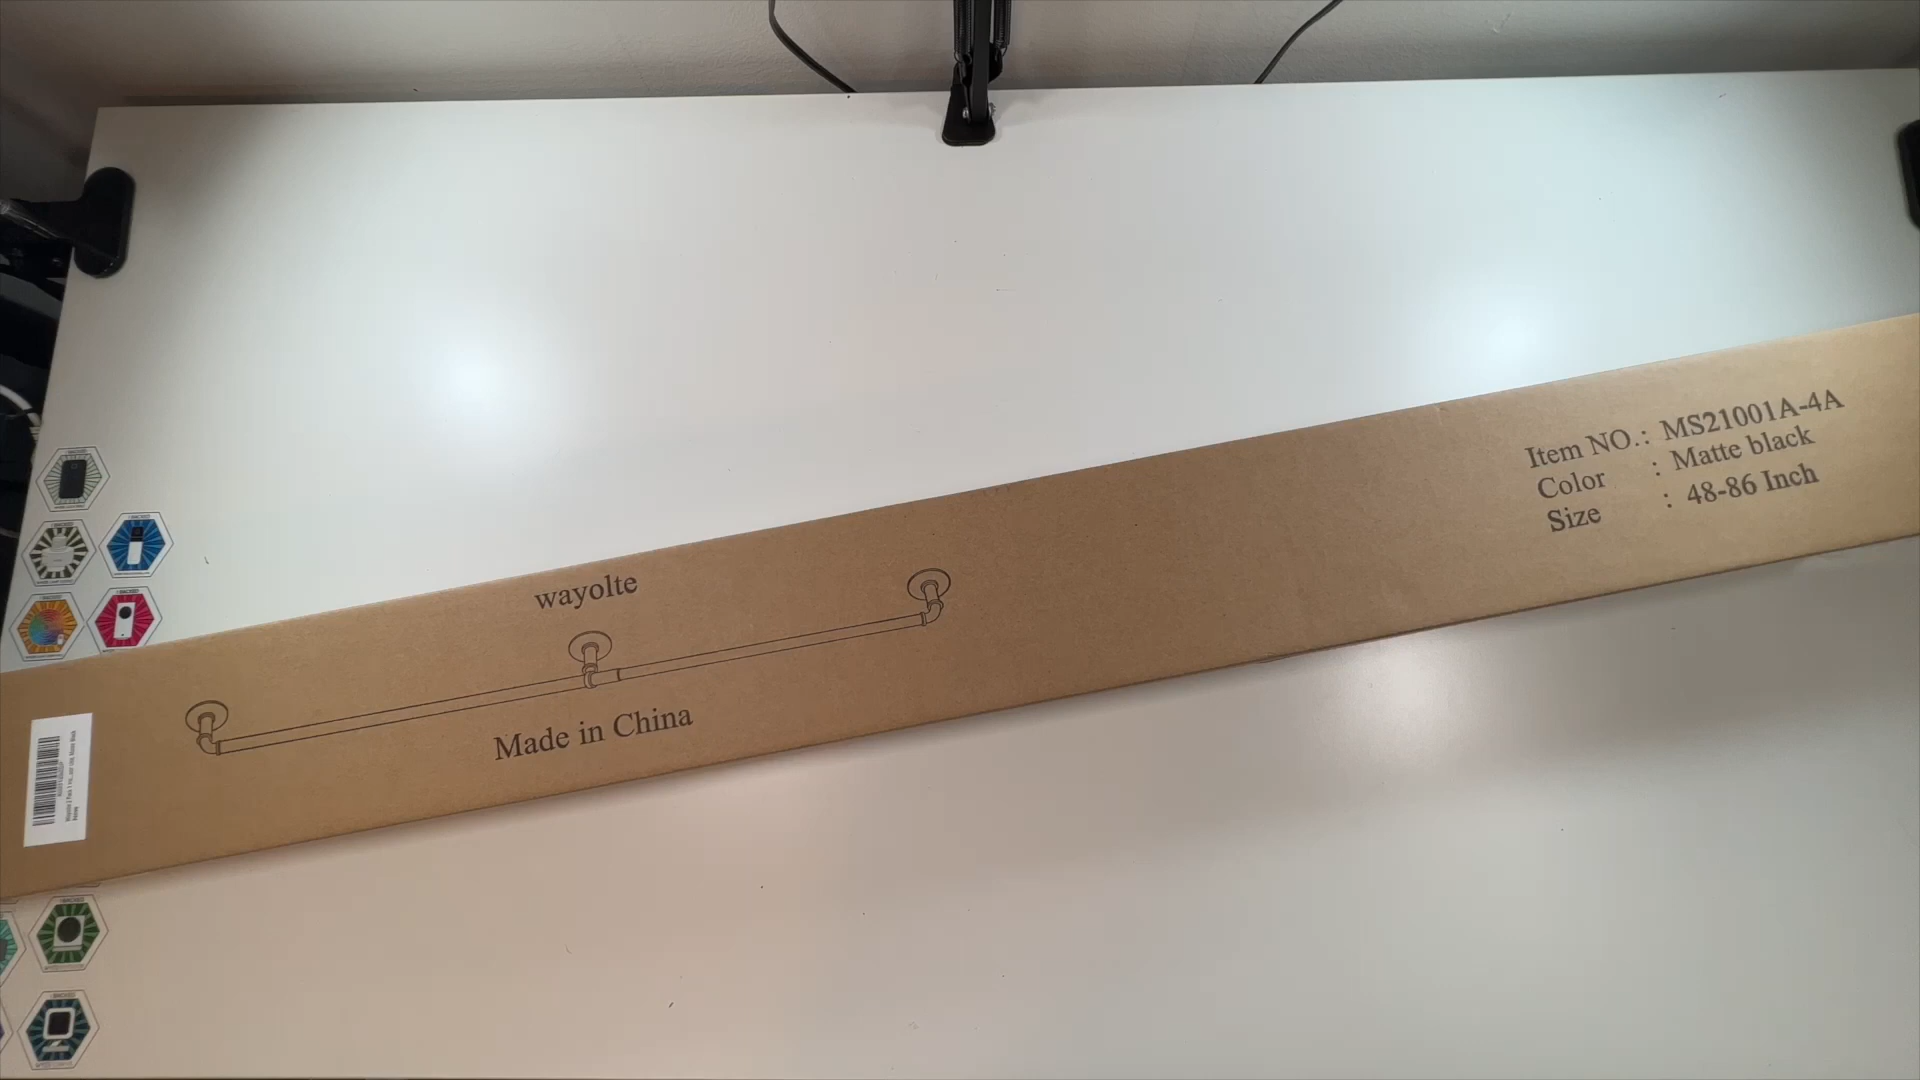 wayolte
Made in China
Item NO.: MS21001A-4A
Color : Matte black
Size : 48-86 Inch